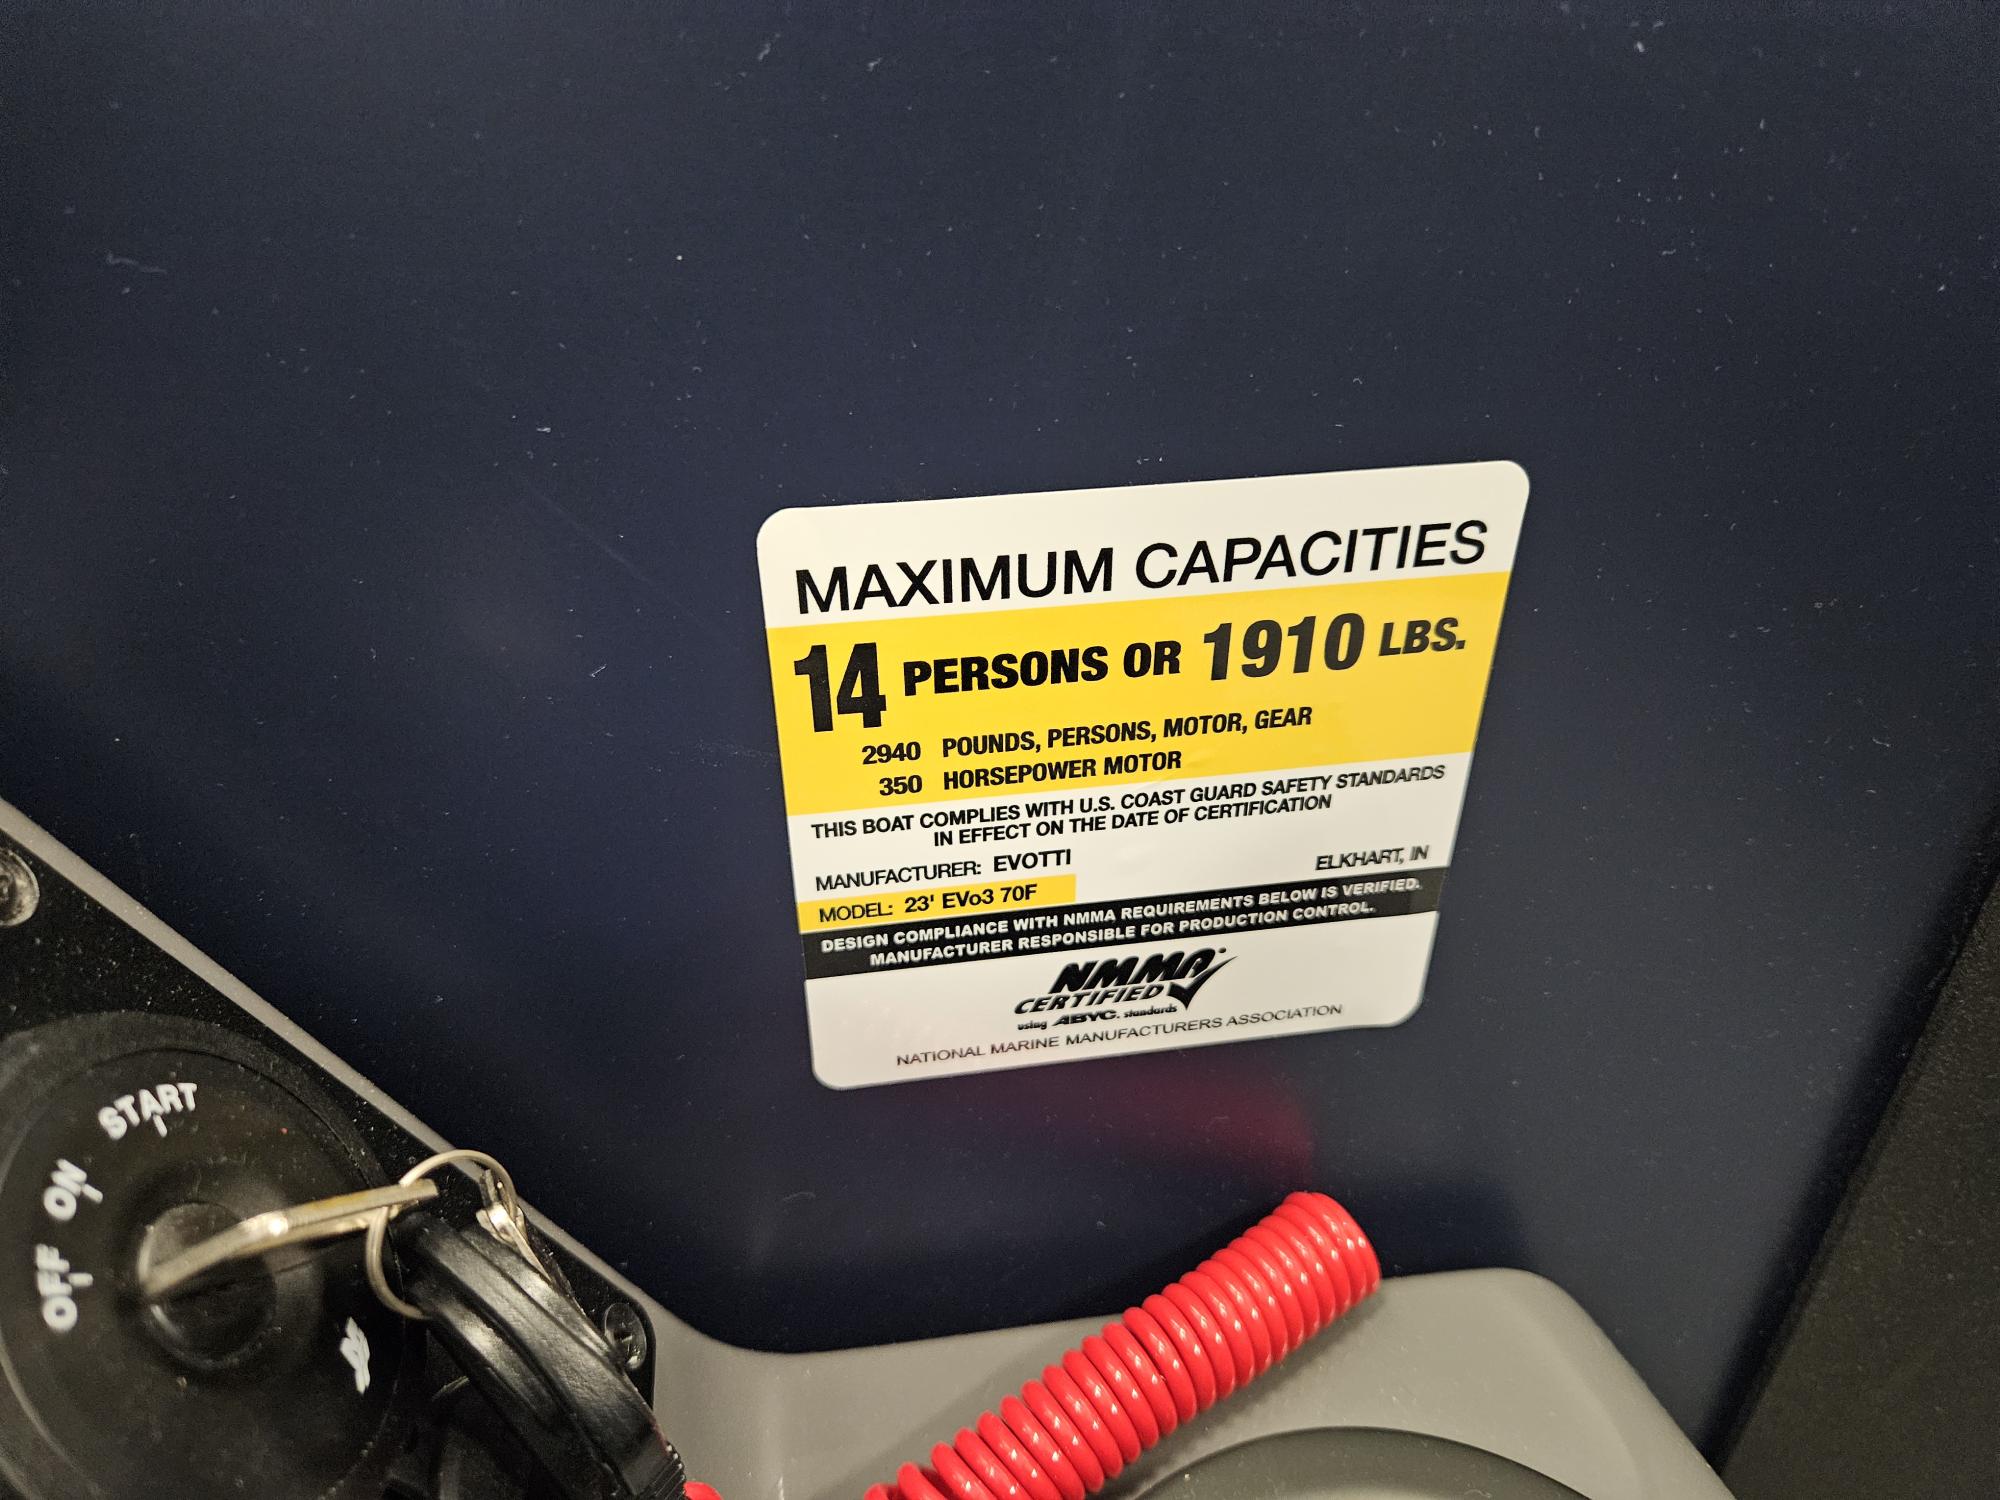 MAXIMUM CAPACITIES
14 PERSONS OR 1910 LBS.
2940 POUNDS, PERSONS, MOTOR, GEAR
350 HORSEPOWER MOTOR
THIS BOAT COMPLIES WITH U.S. COAST GUARD SAFETY STANDARDS
IN EFFECT ON THE DATE OF CERTIFICATION
MANUFACTURER: EVOTTI ELKHART, IN
MODEL: 23' EVo3 70F
DESIGN COMPLIANCE WITH NMMA REQUIREMENTS BELOW IS VERIFIED.
MANUFACTURER RESPONSIBLE FOR PRODUCTION CONTROL.
NMMA
CERTIFIED
using ABYC. standards
NATIONAL MARINE MANUFACTURERS ASSOCIATION
START
ON
OFF